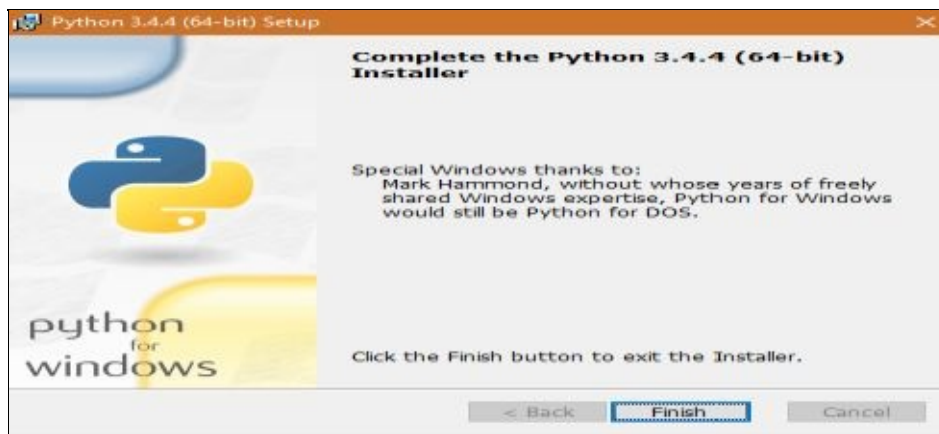 Python 3.4.4 (64-bit) Setup
Complete the Python 3.4.4 (64-bit)
Installer
Special Windows thanks to:
Mark Hammond, without whose years of freely
shared Windows expertise, Python for Windows
would still be Python for DOS.
python
for
windows
Click the Finish button to exit the Installer.
< Back
Finish
Cancel